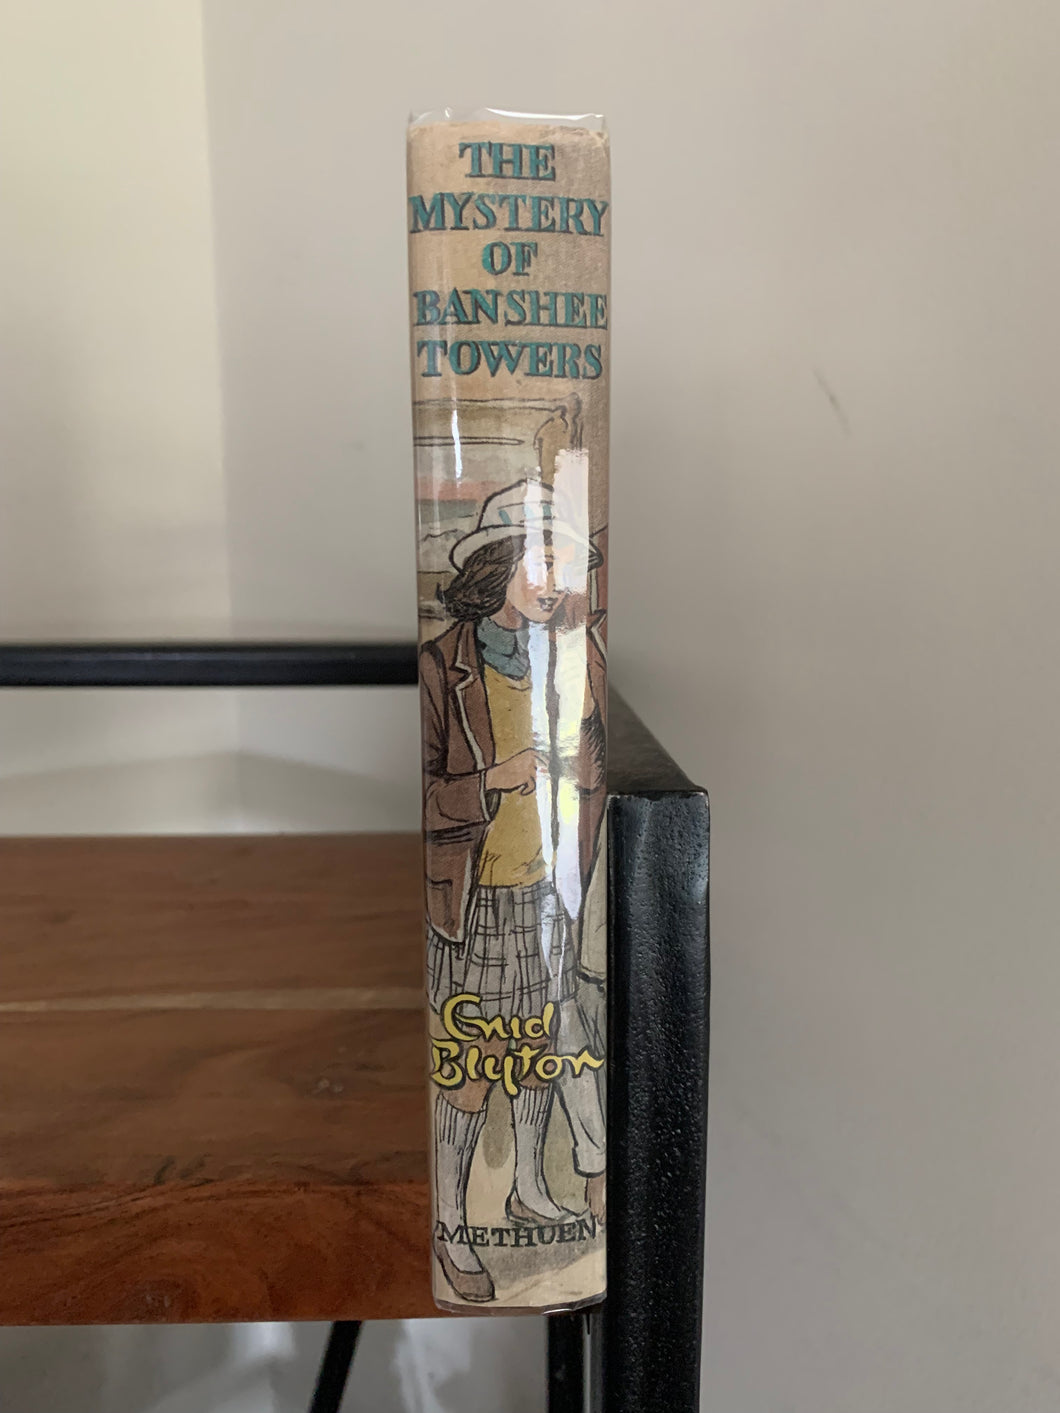 THE
MYSTERY
OF
BANSHEE
TOWERS
Enid
Blyton
METHUEN